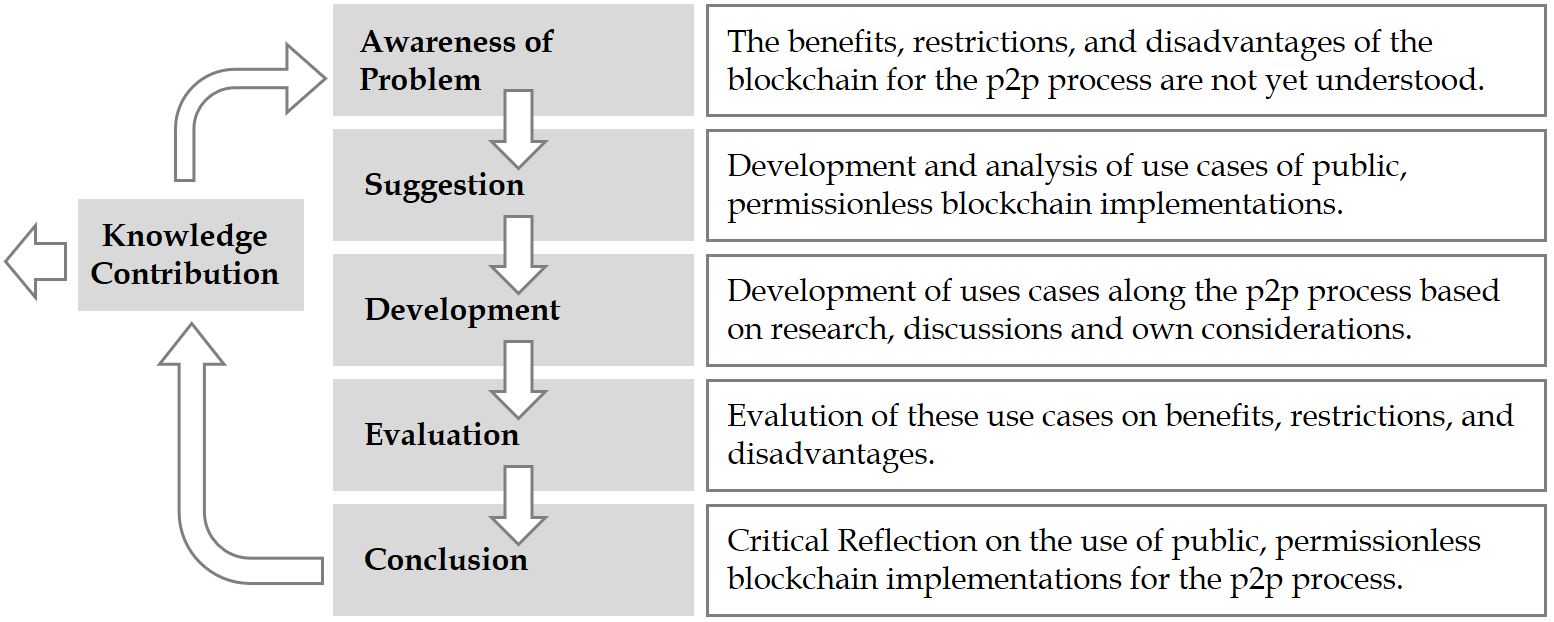 Awareness of
Problem
The benefits, restrictions, and disadvantages of the
blockchain for the p2p process are not yet understood.
Suggestion
Development and analysis of use cases of public,
permissionless blockchain implementations.
Knowledge
Contribution
Development
Development of uses cases along the p2p process based
on research, discussions and own considerations.
Evaluation
Evalution of these use cases on benefits, restrictions, and
disadvantages.
Conclusion
Critical Reflection on the use of public, permissionless
blockchain implementations for the p2p process.